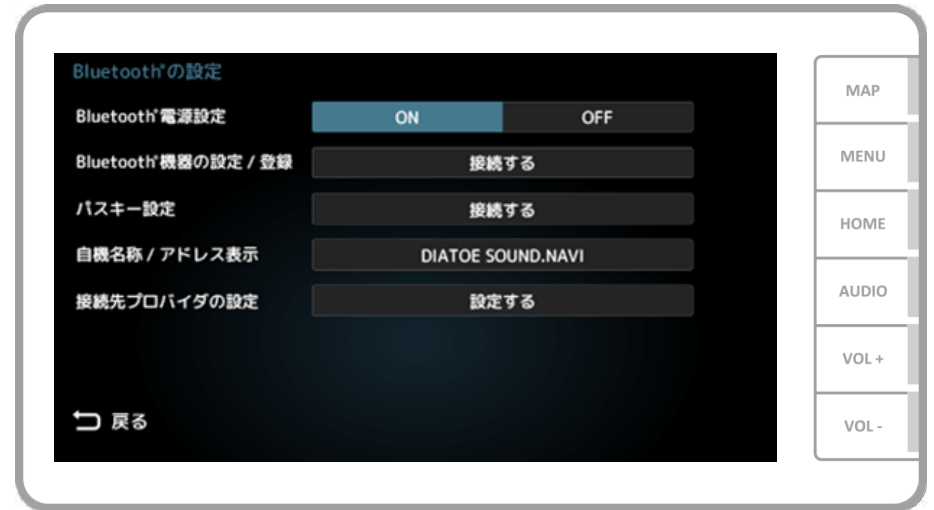 Bluetooth®の設定
Bluetooth®電源設定 ON OFF
Bluetooth®機器の設定 / 登録 接続する
パスキー設定 接続する
自機名称 / アドレス表示 DIATOE SOUND.NAVI
接続先プロバイダの設定 設定する
戻る
MAP
MENU
HOME
AUDIO
VOL +
VOL -